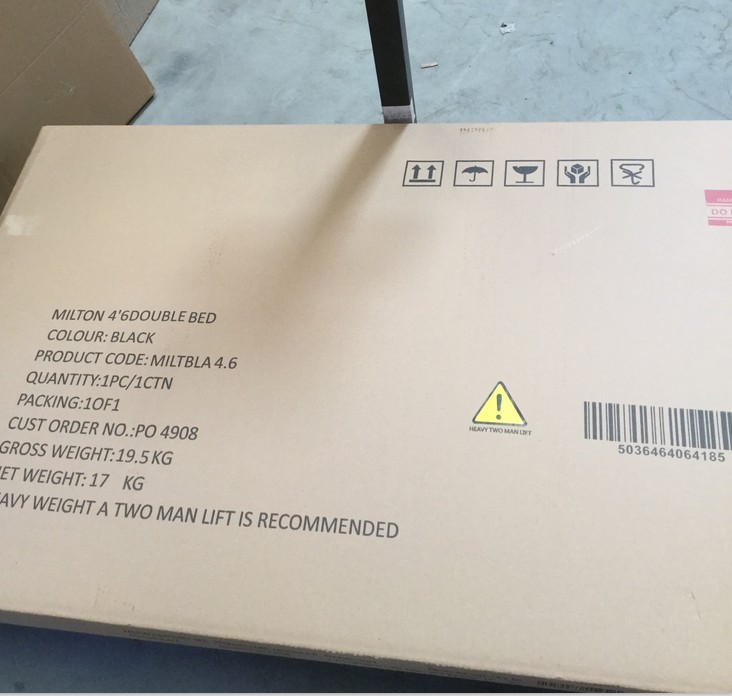 MILTON 4'6DOUBLE BED
COLOUR: BLACK
PRODUCT CODE: MILTBLA 4.6
QUANTITY:1PC/1CTN
PACKING:1OF1
CUST ORDER NO.:PO 4908
GROSS WEIGHT:19.5 KG
ET WEIGHT: 17 KG
AVY WEIGHT A TWO MAN LIFT IS RECOMMENDED
HEAVY TWO MAN LIFT
5036464064185
DO